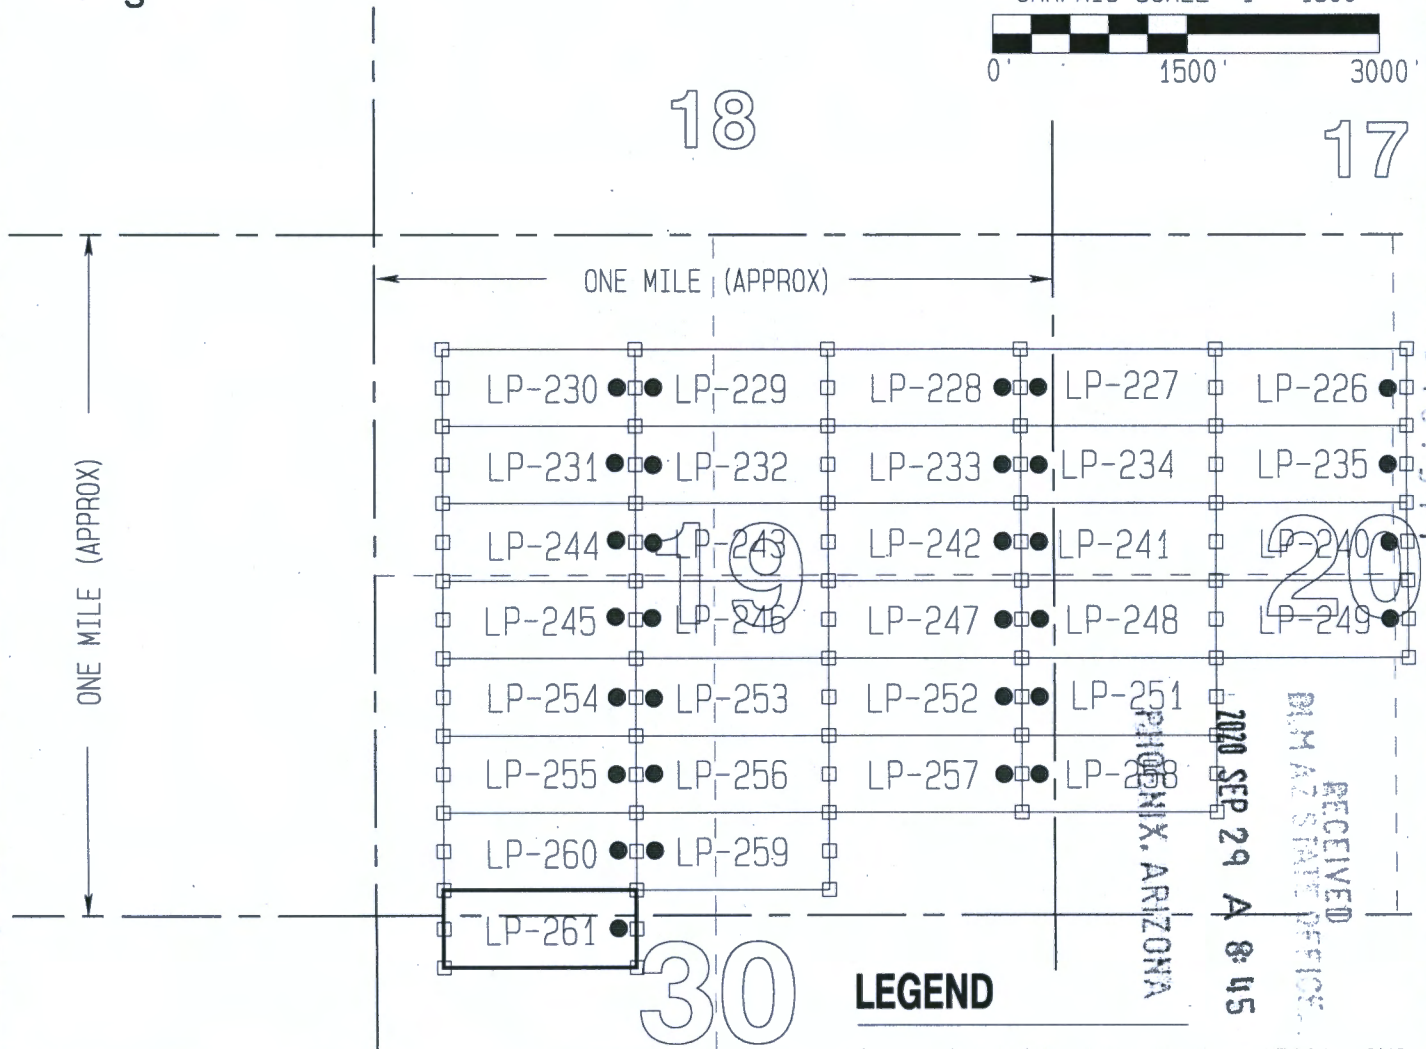 0' 1500' 3000'
18
17
ONE MILE (APPROX)
LP-230 LP-229 LP-228 LP-227 LP-226
LP-231 LP-232 LP-233 LP-234 LP-235
LP-244 LP-243 LP-242 LP-241 LP-240
19
20
LP-245 LP-246 LP-247 LP-248 LP-249
ONE MILE (APPROX)
LP-254 LP-253 LP-252 LP-251
LP-255 LP-256 LP-257 LP-258
LP-260 LP-259
LP-261
30
LEGEND
RECEIVED
BLM AZ STATE OFFICE
2020 SEP 29 A 8:45
PHOENIX, ARIZONA